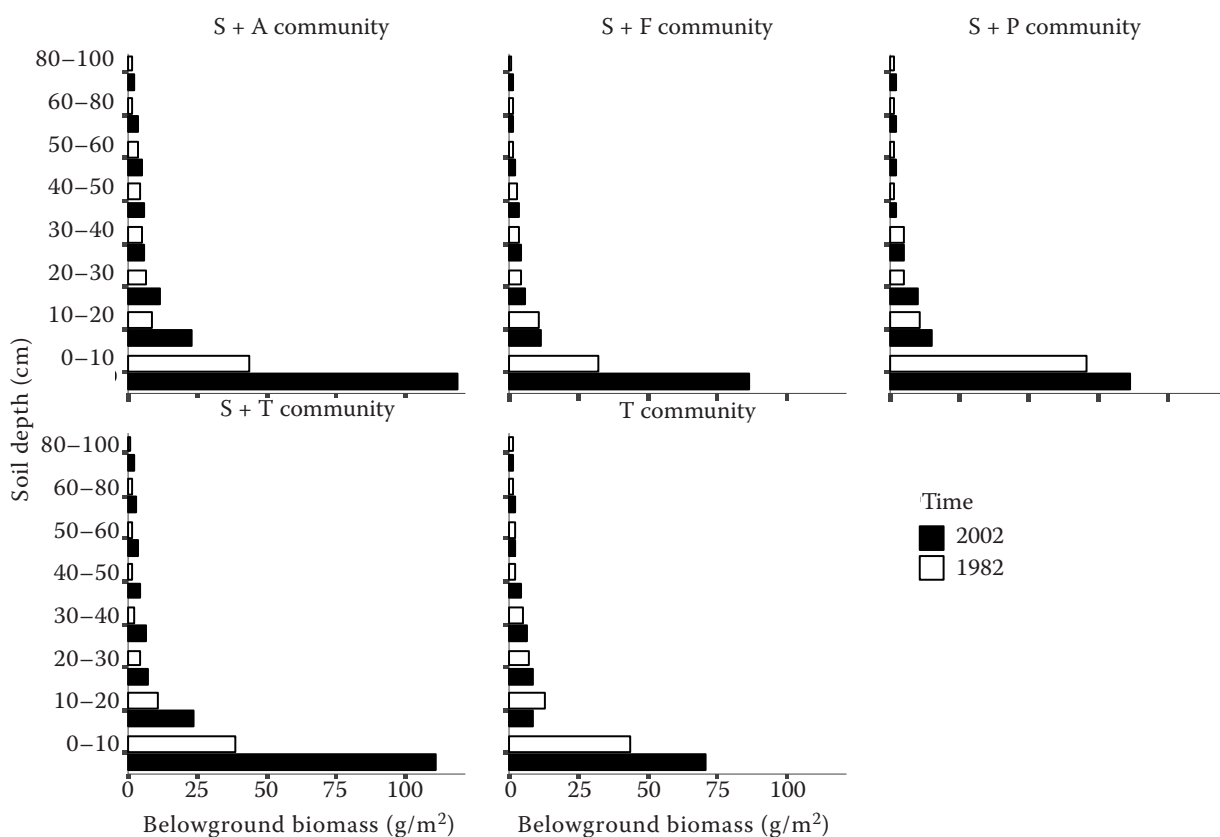 S + A community
S + F community
S + P community
80–100
60–80
50–60
40–50
30–40
20–30
10–20
0–10
Soil depth (cm)
S + T community
T community
80–100
60–80
50–60
40–50
30–40
20–30
10–20
0–10
Time
2002
1982
0 25 50 75 100
0 25 50 75 100
Belowground biomass (g/m²)
Belowground biomass (g/m²)